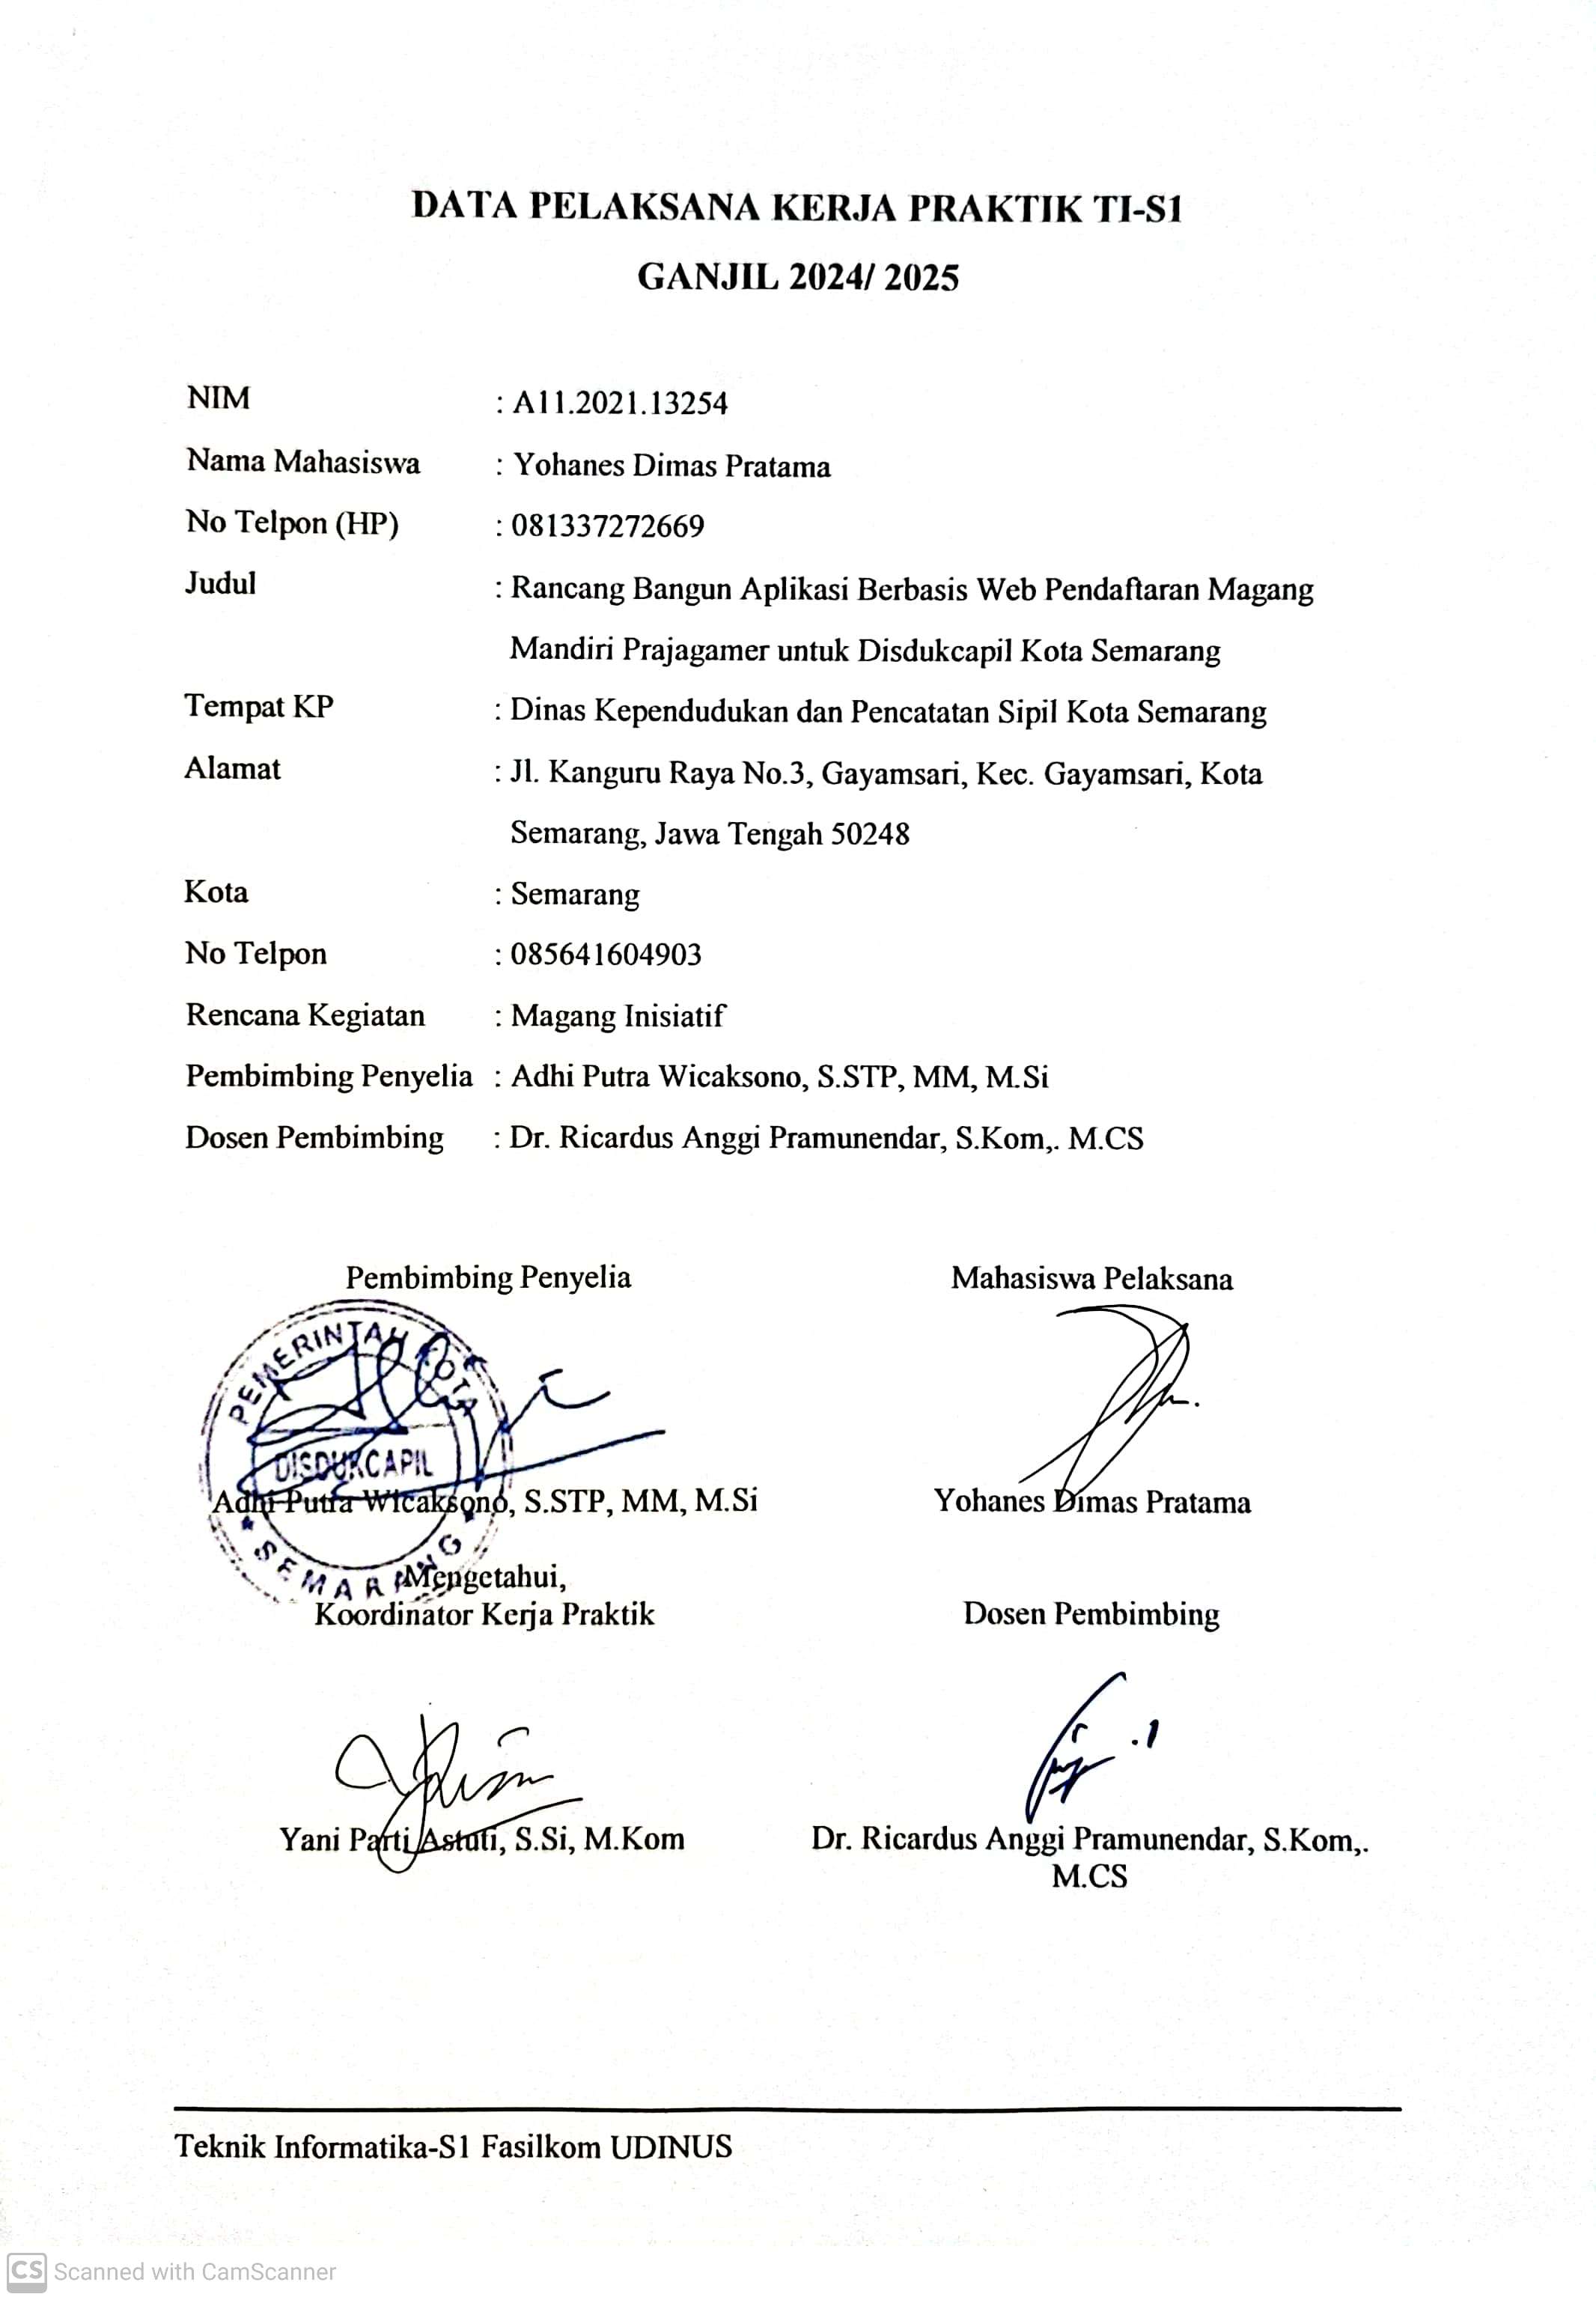 DATA PELAKSANA KERJA PRAKTIK TI-S1
GANJIL 2024/ 2025
NIM : A11.2021.13254
Nama Mahasiswa : Yohanes Dimas Pratama
No Telpon (HP) : 081337272669
Judul : Rancang Bangun Aplikasi Berbasis Web Pendaftaran Magang
Mandiri Prajagamer untuk Disdukcapil Kota Semarang
Tempat KP : Dinas Kependudukan dan Pencatatan Sipil Kota Semarang
Alamat : Jl. Kanguru Raya No.3, Gayamsari, Kec. Gayamsari, Kota
Semarang, Jawa Tengah 50248
Kota : Semarang
No Telpon : 085641604903
Rencana Kegiatan : Magang Inisiatif
Pembimbing Penyelia : Adhi Putra Wicaksono, S.STP, MM, M.Si
Dosen Pembimbing : Dr. Ricardus Anggi Pramunendar, S.Kom,. M.CS
Pembimbing Penyelia Mahasiswa Pelaksana
PEMERINTAH KOTA
DISDUKCAPIL
SEMARANG
Adhi Putra Wicaksono, S.STP, MM, M.Si Yohanes Dimas Pratama
Mengetahui,
Koordinator Kerja Praktik Dosen Pembimbing
Yani Parti Astuti, S.Si, M.Kom Dr. Ricardus Anggi Pramunendar, S.Kom,.
M.CS
Teknik Informatika-S1 Fasilkom UDINUS
CS Scanned with CamScanner